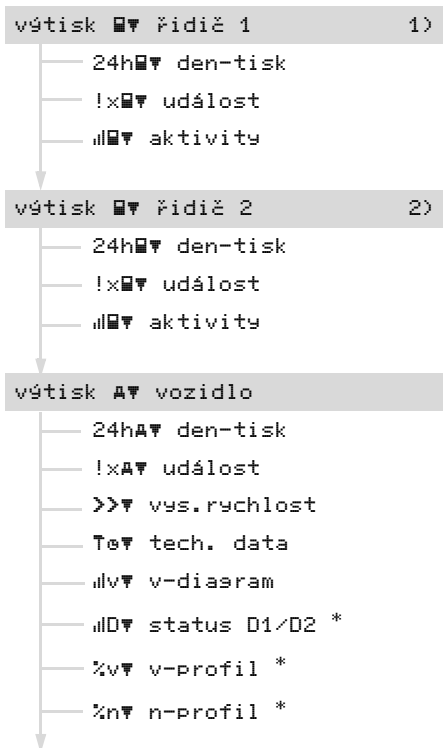 výtisk řidič 1 1)
24h den-tisk
!x událost
aktivity
výtisk řidič 2 2)
24h den-tisk
!x událost
aktivity
výtisk vozidlo
24h den-tisk
!x událost
>> vys.rychlost
T tech. data
v v-diagram
D status D1/D2 *
%v v-profil *
%n n-profil *